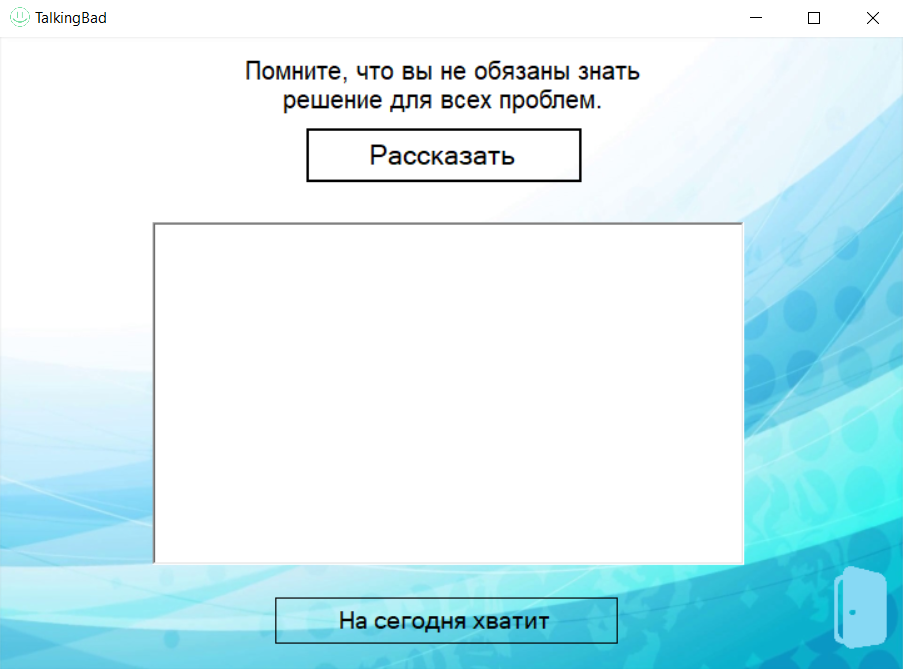 TalkingBad
Помните, что вы не обязаны знать
решение для всех проблем.
Рассказать
На сегодня хватит